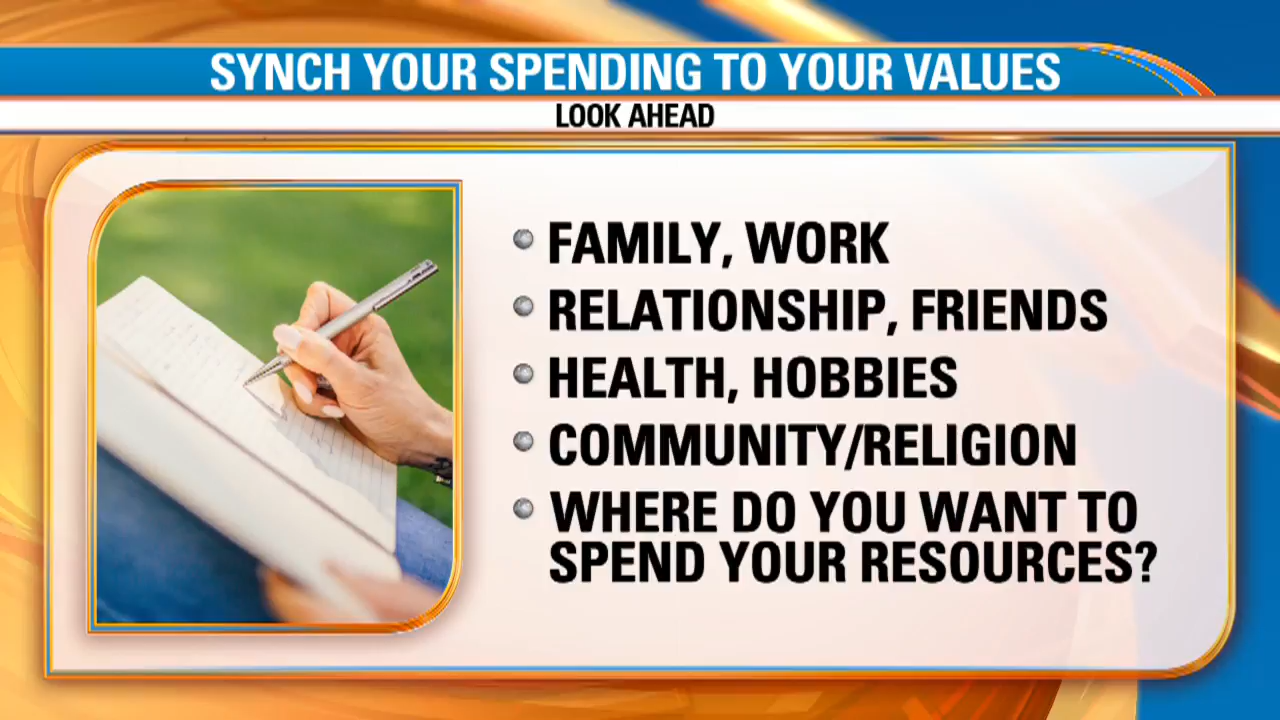 SYNCH YOUR SPENDING TO YOUR VALUES
LOOK AHEAD
FAMILY, WORK
RELATIONSHIP, FRIENDS
HEALTH, HOBBIES
COMMUNITY/RELIGION
WHERE DO YOU WANT TO
SPEND YOUR RESOURCES?